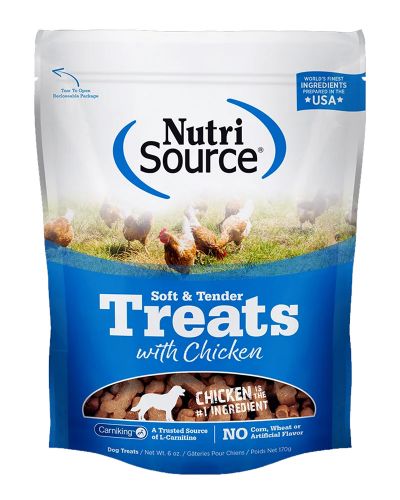 Tear To Open
Recloseable Package
WORLD'S FINEST
INGREDIENTS
PREPARED IN THE
★USA★
Nutri
Source®
Soft & Tender
Treats
with Chicken
CHICKEN IS THE
#1 INGREDIENT
Carniking™
A Trusted Source
of L-Carnitine
NO Corn, Wheat or
Artificial Flavor
Dog Treats / Net Wt. 6 oz. / Gâteries Pour Chiens / Poids Net 170g